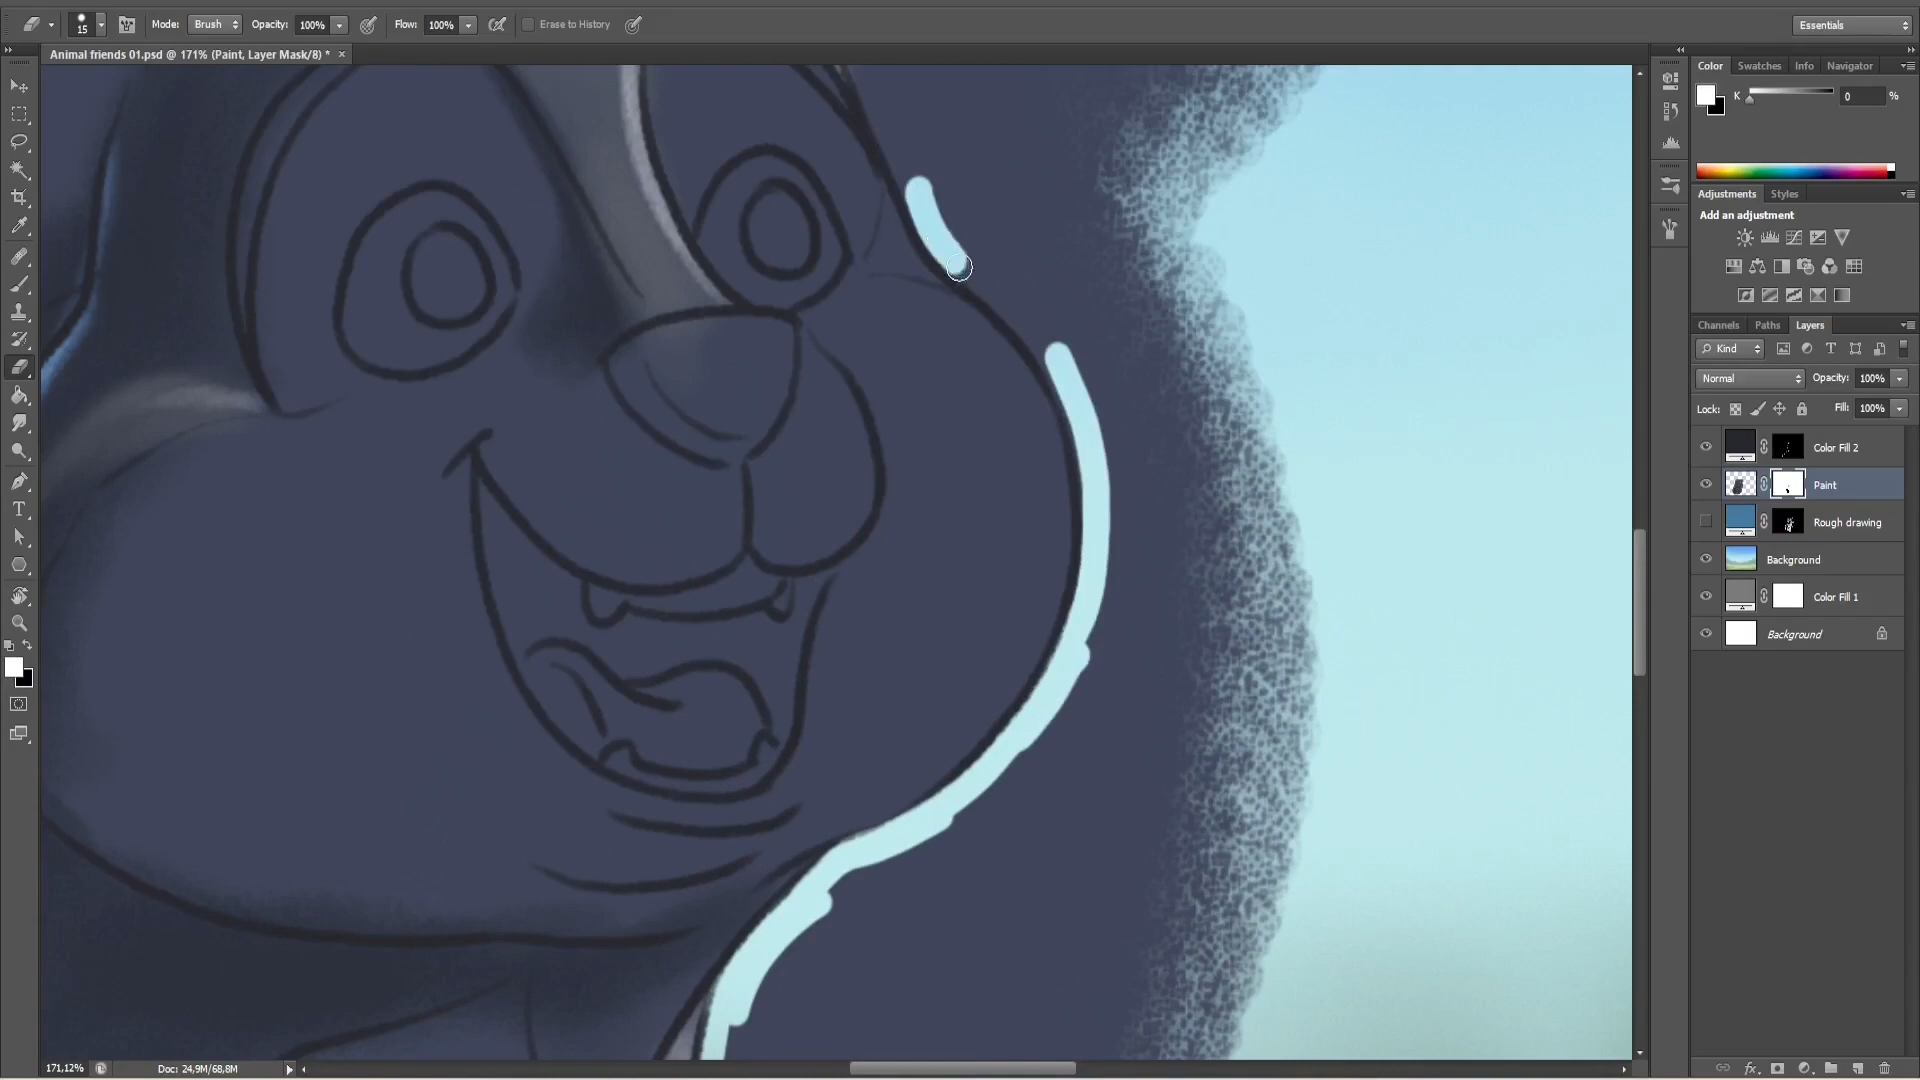 15 Mode: Brush Opacity: 100% Flow: 100% Erase to History Essentials
Animal friends 01.psd @ 171% (Paint, Layer Mask/8) * ×
Color Swatches Info Navigator
K 0 %
Adjustments Styles
Add an adjustment
Channels Paths Layers
Kind
Normal Opacity: 100%
Lock: Fill: 100%
Color Fill 2
Paint
Rough drawing
Background
Color Fill 1
Background
171,12% Doc: 24,9M/68,8M